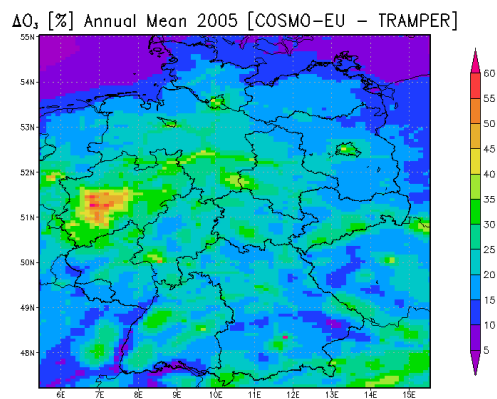 ΔO₃ [%] Annual Mean 2005 [COSMO-EU - TRAMPER]
55N
54N
53N
52N
51N
50N
49N
48N
6E 7E 8E 9E 10E 11E 12E 13E 14E 15E
60
55
50
45
40
35
30
25
20
15
10
5